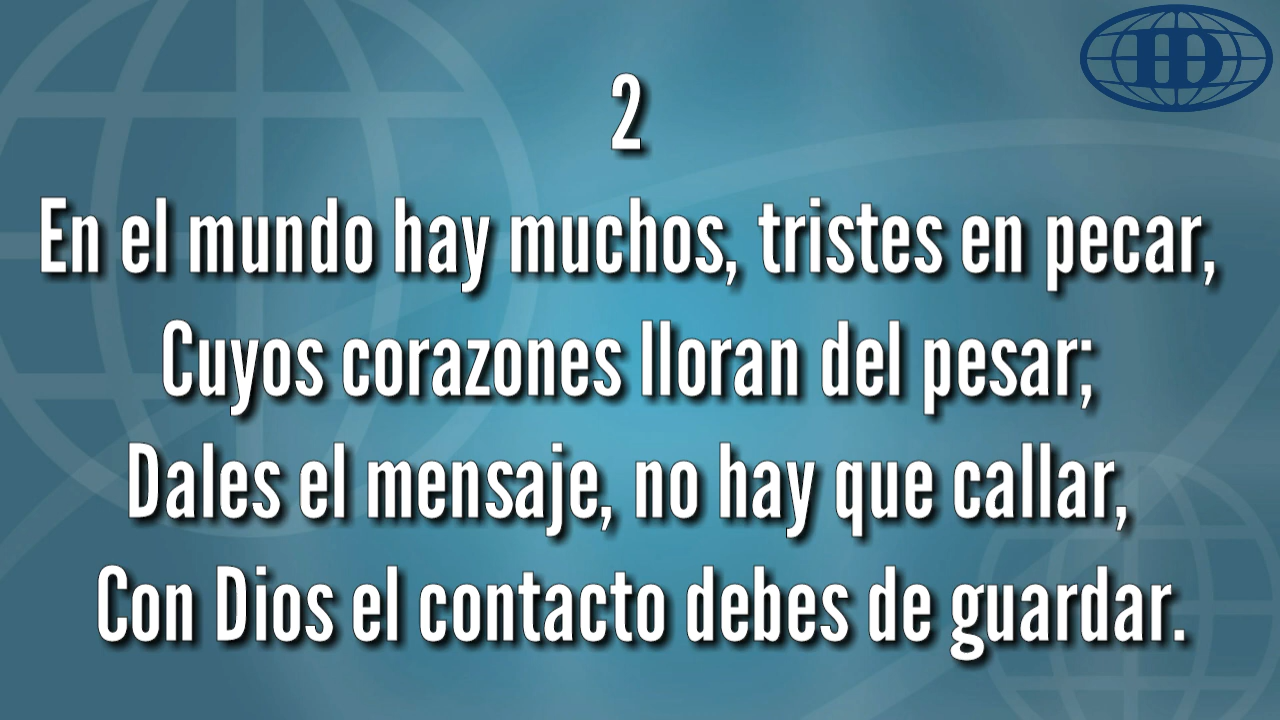 ID
2
En el mundo hay muchos, tristes en pecar,
Cuyos corazones lloran del pesar;
Dales el mensaje, no hay que callar,
Con Dios el contacto debes de guardar.